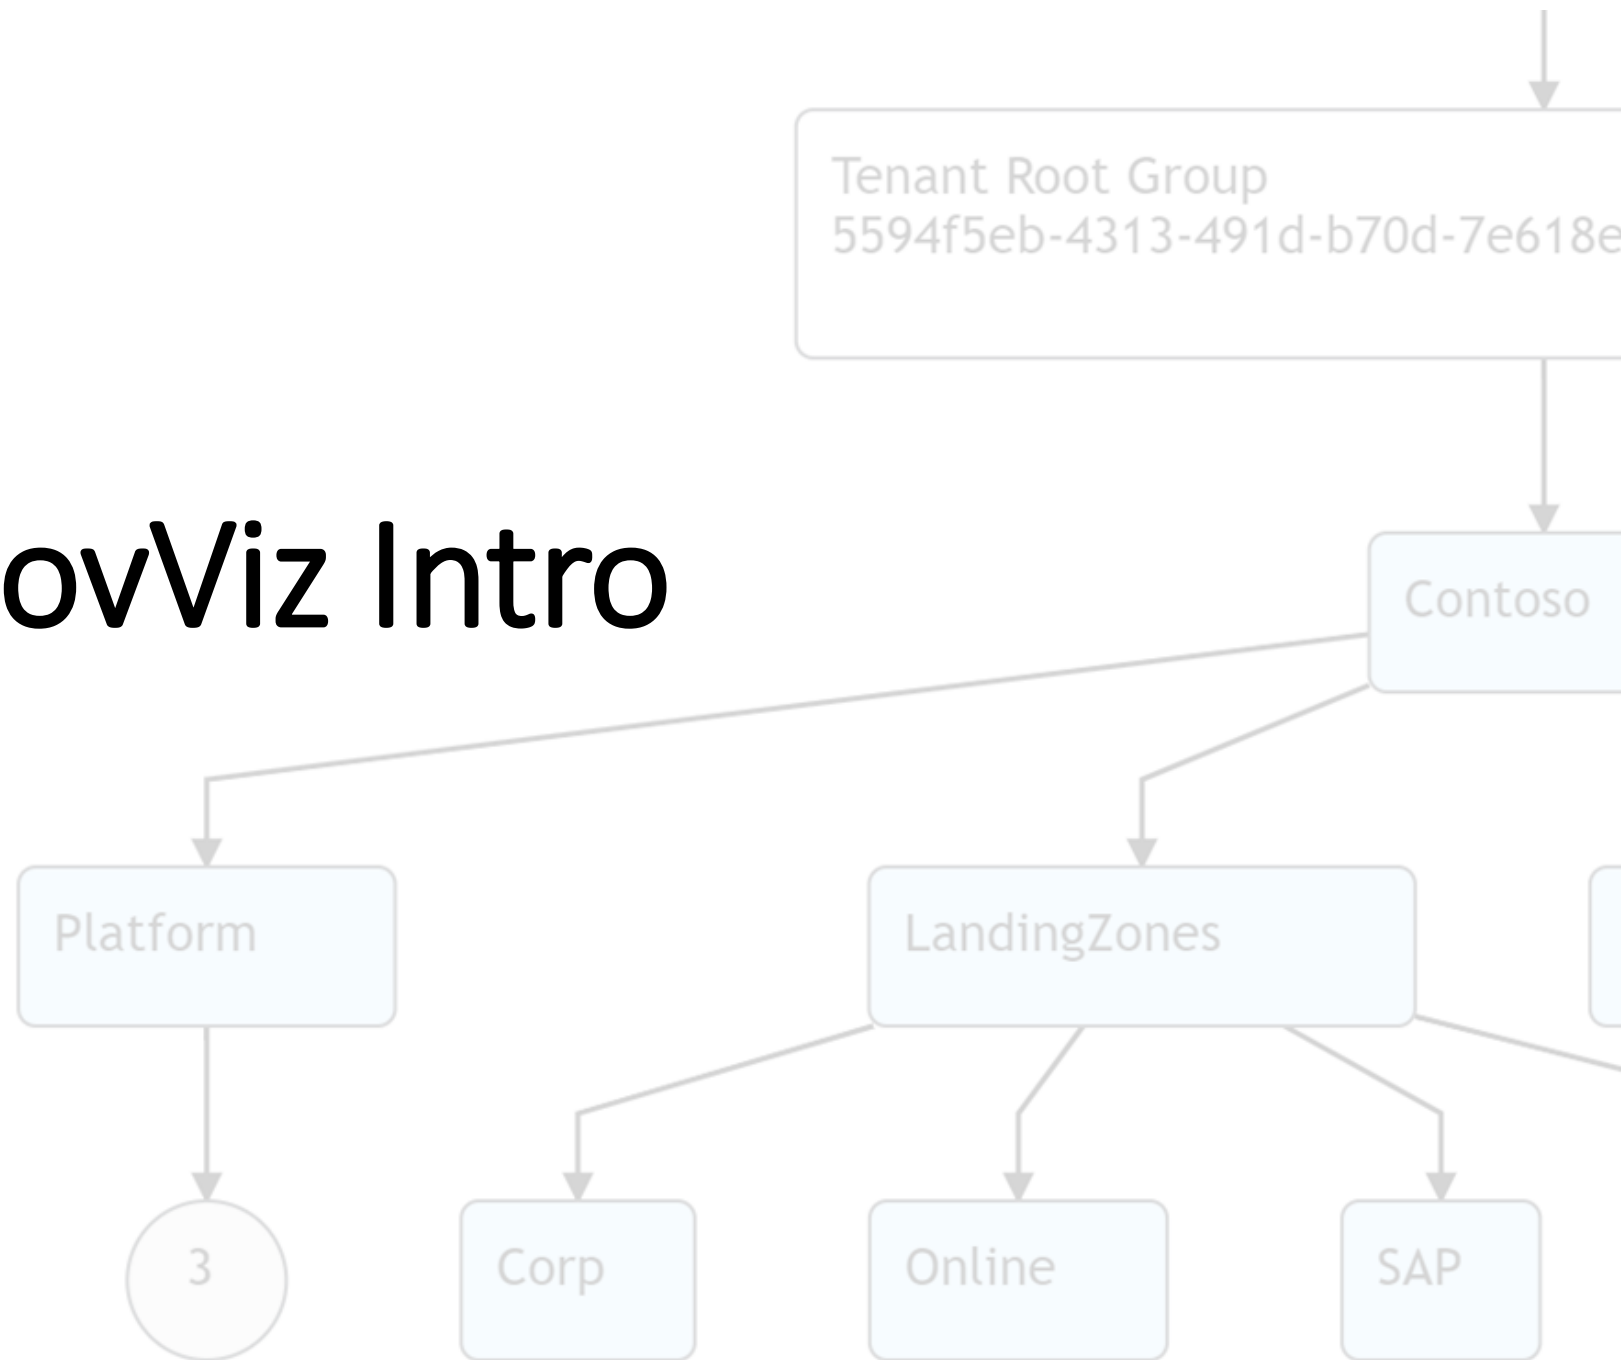 Tenant Root Group
5594f5eb-4313-491d-b70d-7e618e
ovViz Intro
Contoso
Platform
LandingZones
3
Corp
Online
SAP